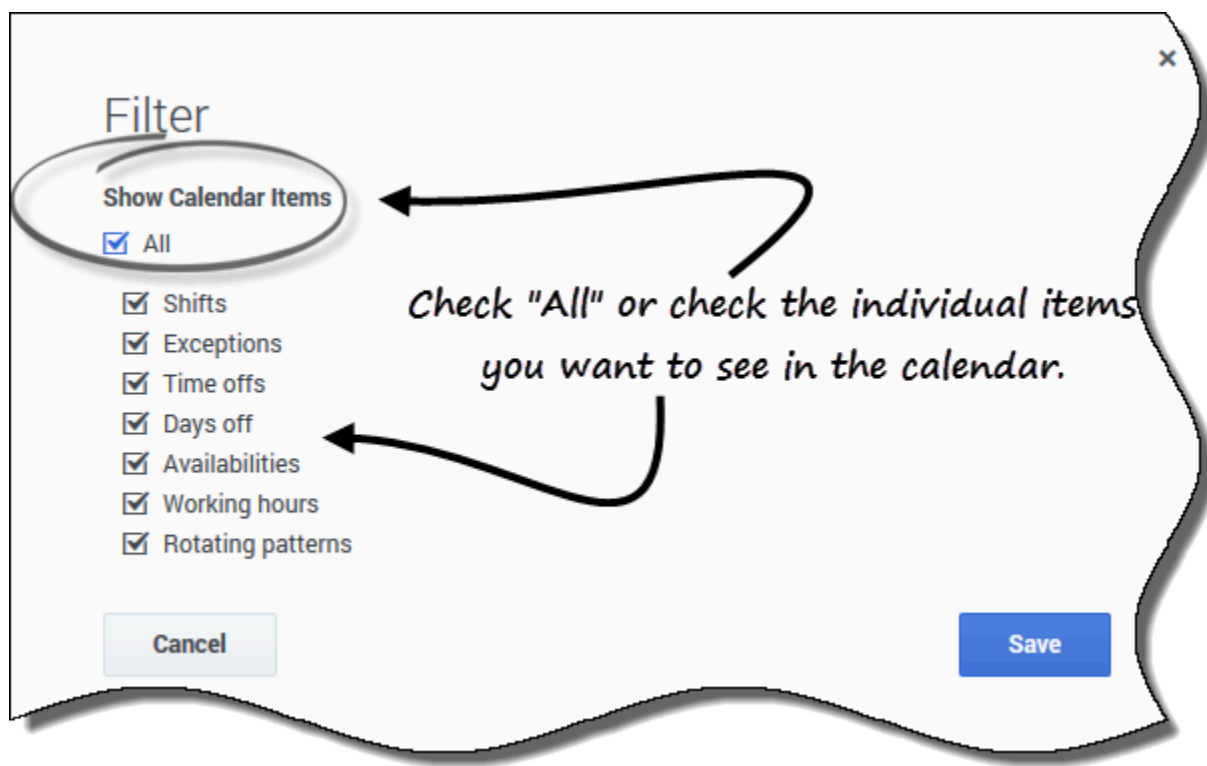 ×
Filter
Show Calendar Items
All
Shifts
Exceptions
Time offs
Days off
Availabilities
Working hours
Rotating patterns
Check "All" or check the individual items
you want to see in the calendar.
Cancel
Save